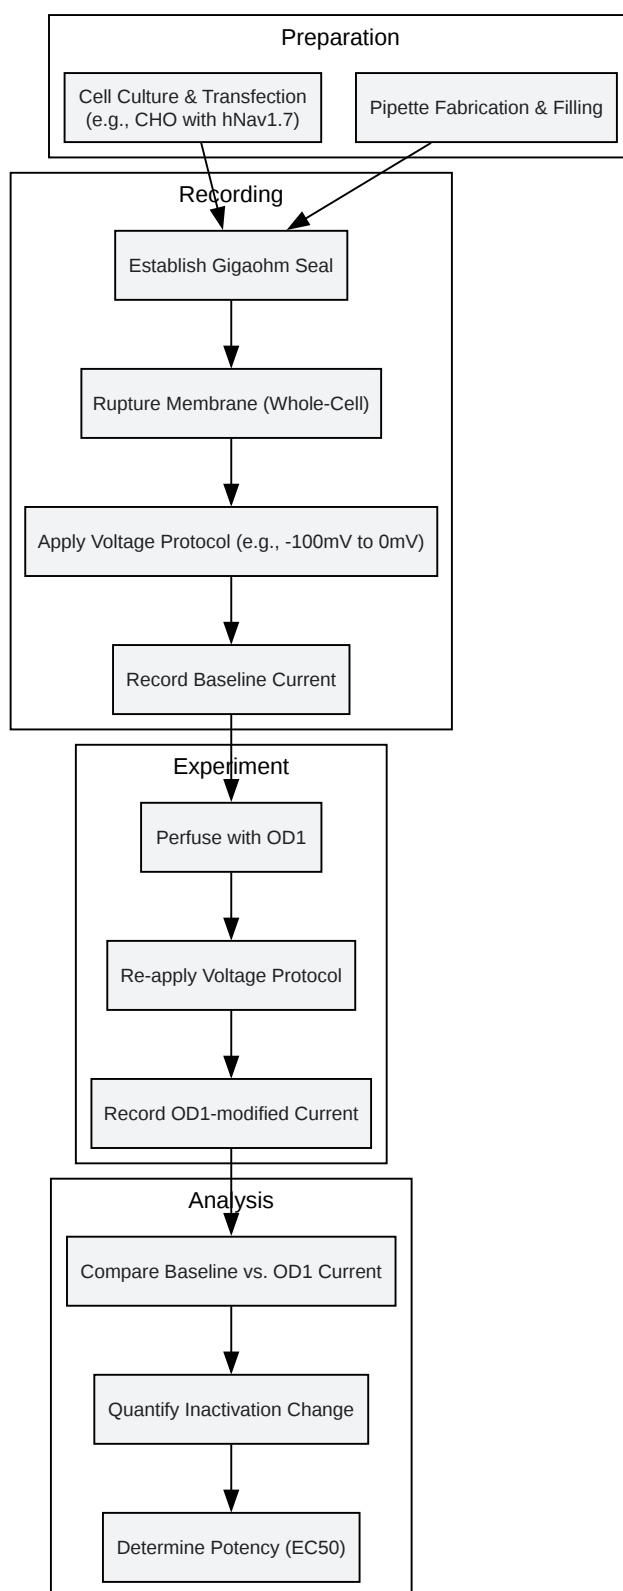 Preparation
Cell Culture & Transfection
(e.g., CHO with hNav1.7)
Pipette Fabrication & Filling
Recording
Establish Gigaohm Seal
Rupture Membrane (Whole-Cell)
Apply Voltage Protocol (e.g., -100mV to 0mV)
Record Baseline Current
Experiment
Perfuse with OD1
Re-apply Voltage Protocol
Record OD1-modified Current
Analysis
Compare Baseline vs. OD1 Current
Quantify Inactivation Change
Determine Potency (EC50)